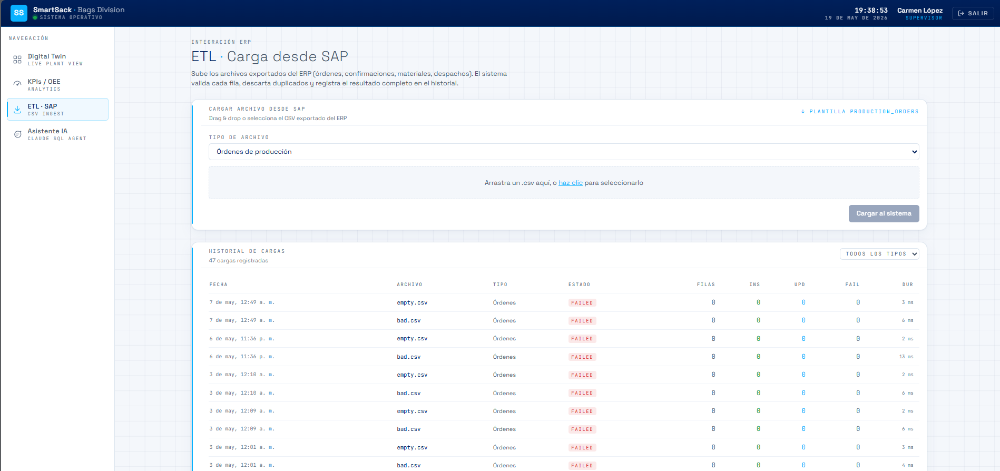 SS
SmartSack · Bags Division
SISTEMA OPERATIVO
19:38:53
19 DE MAY DE 2026
Carmen López
SUPERVISOR
SALIR
NAVEGACIÓN
Digital Twin
LIVE PLANT VIEW
KPIs / OEE
ANALYTICS
ETL · SAP
CSV INGEST
Asistente IA
CLAUDE SQL AGENT
INTEGRACIÓN ERP
ETL · Carga desde SAP
Sube los archivos exportados del ERP (órdenes, confirmaciones, materiales, despachos). El sistema
valida cada fila, descarta duplicados y registra el resultado completo en el historial.
CARGAR ARCHIVO DESDE SAP
Drag & drop o selecciona el CSV exportado del ERP
↓ PLANTILLA PRODUCTION_ORDERS
TIPO DE ARCHIVO
Órdenes de producción
Arrastra un .csv aquí, o haz clic para seleccionarlo
Cargar al sistema
HISTORIAL DE CARGAS
47 cargas registradas
TODOS LOS TIPOS
FECHA ARCHIVO TIPO ESTADO FILAS INS UPD FAIL DUR
7 de may, 12:49 a. m. empty.csv Órdenes FAILED 0 0 0 0 3 ms
7 de may, 12:49 a. m. bad.csv Órdenes FAILED 0 0 0 0 6 ms
6 de may, 11:36 p. m. empty.csv Órdenes FAILED 0 0 0 0 2 ms
6 de may, 11:36 p. m. bad.csv Órdenes FAILED 0 0 0 0 13 ms
3 de may, 12:10 a. m. empty.csv Órdenes FAILED 0 0 0 0 2 ms
3 de may, 12:10 a. m. bad.csv Órdenes FAILED 0 0 0 0 6 ms
3 de may, 12:09 a. m. empty.csv Órdenes FAILED 0 0 0 0 2 ms
3 de may, 12:09 a. m. bad.csv Órdenes FAILED 0 0 0 0 6 ms
3 de may, 12:01 a. m. empty.csv Órdenes FAILED 0 0 0 0 3 ms
3 de may, 12:01 a. m. bad.csv Órdenes FAILED 0 0 0 0 4 ms